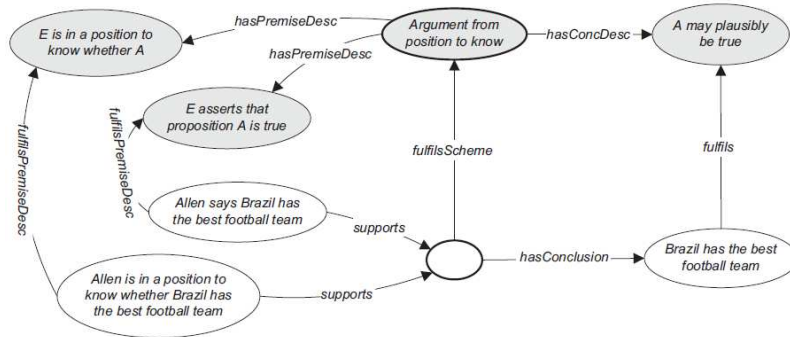 E is in a position to
know whether A
hasPremiseDesc
Argument from
position to know
hasConcDesc
A may plausibly
be true
hasPremiseDesc
E asserts that
proposition A is true
fulfilsPremiseDesc
fulfilsPremiseDesc
fulfilsScheme
fulfils
Allen says Brazil has
the best football team
supports
Allen is in a position to
know whether Brazil has
the best football team
supports
hasConclusion
Brazil has the best
football team